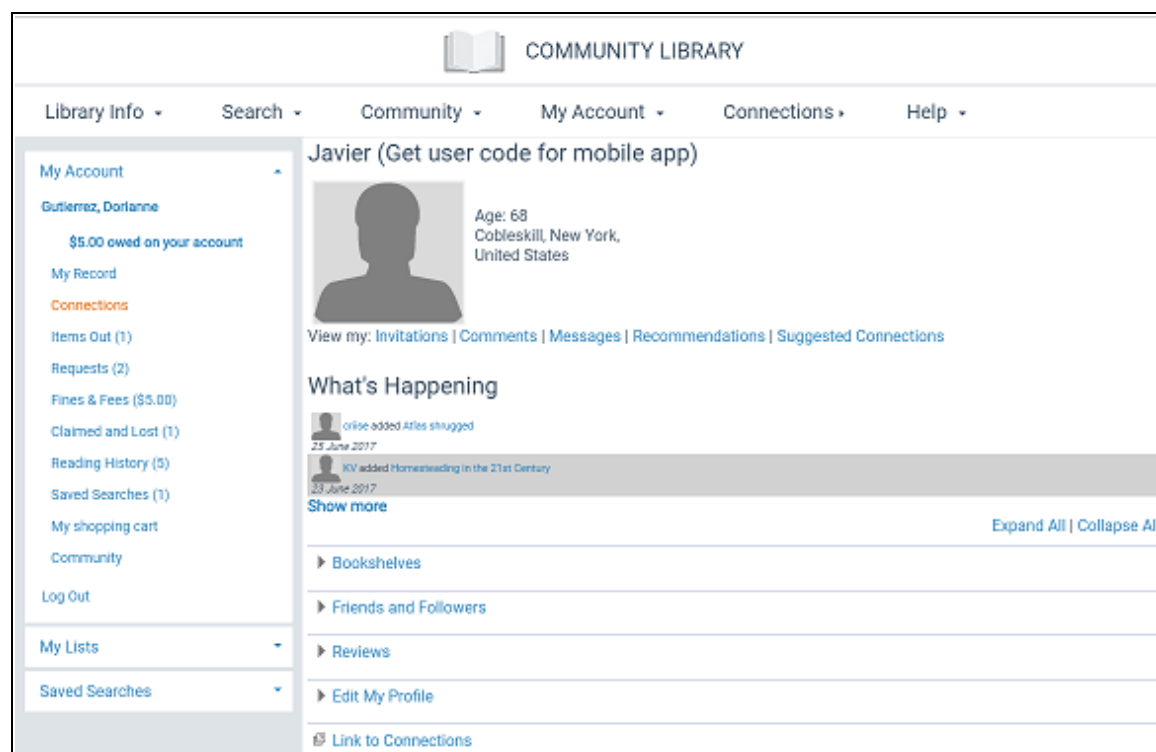 COMMUNITY LIBRARY
Library Info
Search
Community
My Account
Connections
Help
My Account
Gutierrez, Dorianne
$5.00 owed on your account
My Record
Connections
Items Out (1)
Requests (2)
Fines & Fees ($5.00)
Claimed and Lost (1)
Reading History (5)
Saved Searches (1)
My shopping cart
Community
Log Out
My Lists
Saved Searches
Javier (Get user code for mobile app)
Age: 68
Cobleskill, New York,
United States
View my: Invitations | Comments | Messages | Recommendations | Suggested Connections
What's Happening
criise added Atlas shrugged
25 June 2017
KV added Homesteading in the 21st Century
23 June 2017
Show more
Expand All | Collapse Al
Bookshelves
Friends and Followers
Reviews
Edit My Profile
Link to Connections